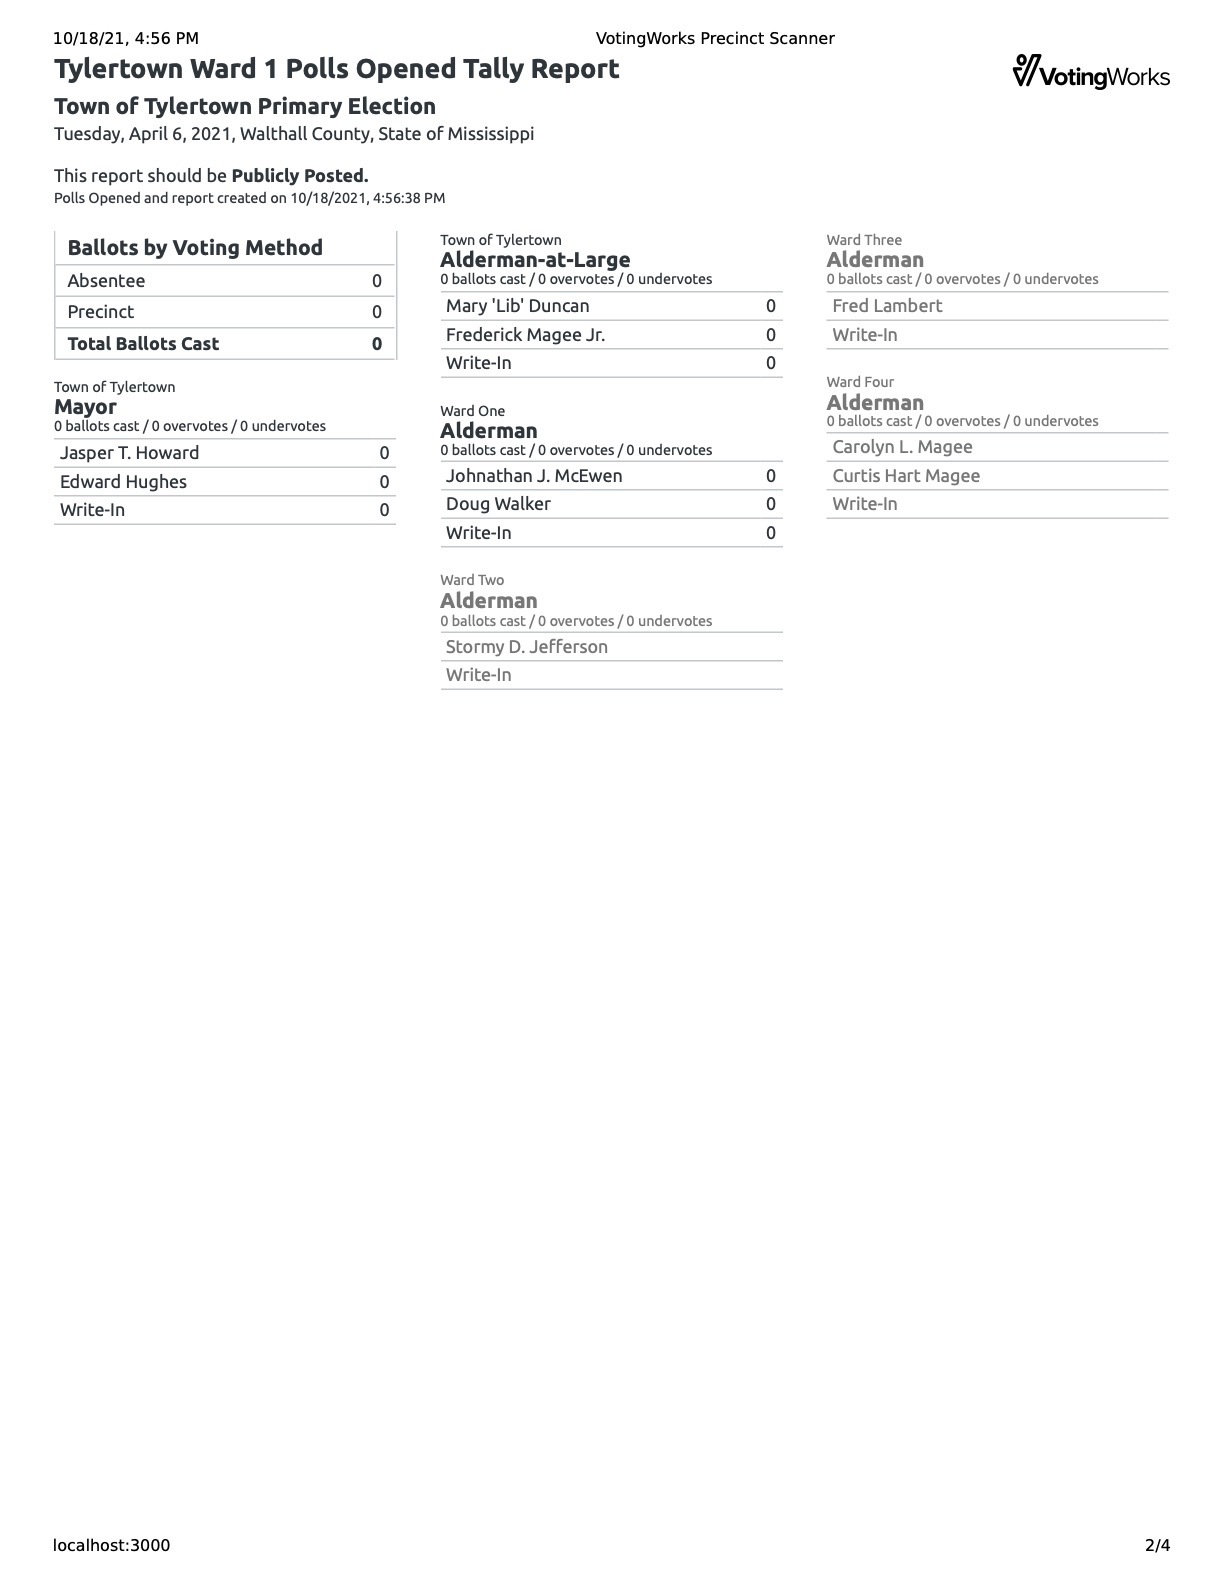 10/18/21, 4:56 PM
VotingWorks Precinct Scanner
Tylertown Ward 1 Polls Opened Tally Report
VotingWorks
Town of Tylertown Primary Election
Tuesday, April 6, 2021, Walthall County, State of Mississippi
This report should be Publicly Posted.
Polls Opened and report created on 10/18/2021, 4:56:38 PM
Ballots by Voting Method
Absentee 0
Precinct 0
Total Ballots Cast 0
Town of Tylertown
Mayor
0 ballots cast / 0 overvotes / 0 undervotes
Jasper T. Howard 0
Edward Hughes 0
Write-In 0
Town of Tylertown
Alderman-at-Large
0 ballots cast / 0 overvotes / 0 undervotes
Mary 'Lib' Duncan 0
Frederick Magee Jr. 0
Write-In 0
Ward One
Alderman
0 ballots cast / 0 overvotes / 0 undervotes
Johnathan J. McEwen 0
Doug Walker 0
Write-In 0
Ward Two
Alderman
0 ballots cast / 0 overvotes / 0 undervotes
Stormy D. Jefferson
Write-In
Ward Three
Alderman
0 ballots cast / 0 overvotes / 0 undervotes
Fred Lambert
Write-In
Ward Four
Alderman
0 ballots cast / 0 overvotes / 0 undervotes
Carolyn L. Magee
Curtis Hart Magee
Write-In
localhost:3000
2/4